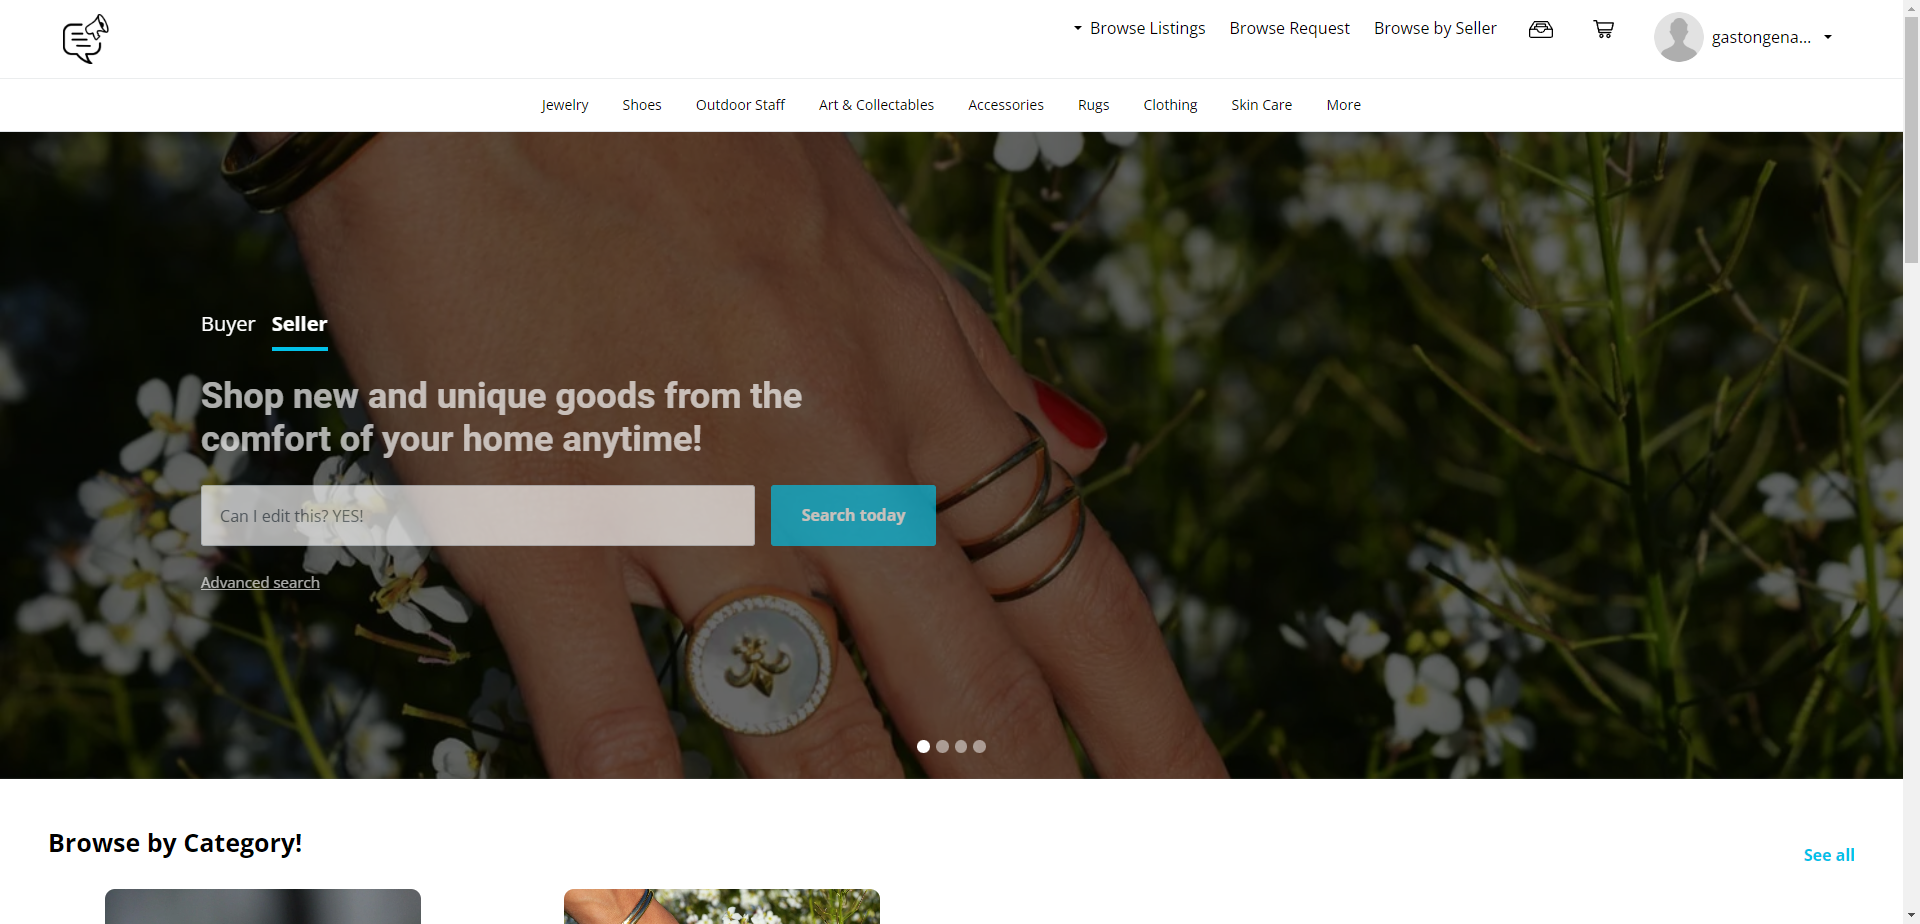 Browse Listings
Browse Request
Browse by Seller
gastongena...
Jewelry
Shoes
Outdoor Staff
Art & Collectables
Accessories
Rugs
Clothing
Skin Care
More
Buyer
Seller
Shop new and unique goods from the
comfort of your home anytime!
Can I edit this? YES!
Search today
Advanced search
Browse by Category!
See all